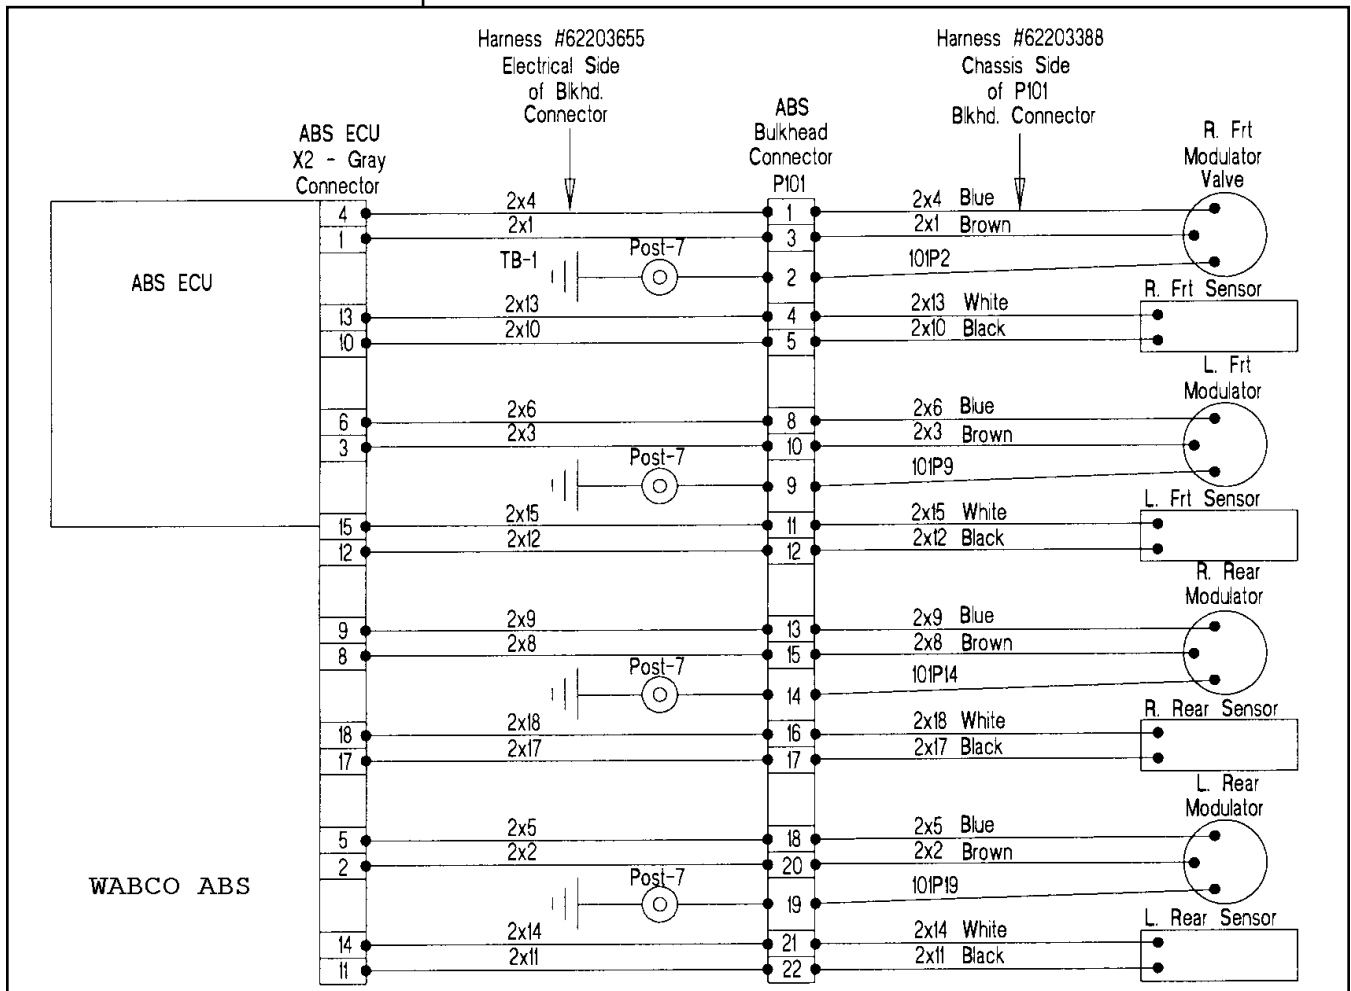 Harness #62203655
Electrical Side
of Blkhd.
Connector
Harness #62203388
Chassis Side
of P101
Blkhd. Connector
ABS ECU
X2 - Gray
Connector
ABS
Bulkhead
Connector
P101
R. Frt
Modulator
Valve
ABS ECU
4 2x4 1 2x4 Blue
1 2x1 3 2x1 Brown
TB-1 Post-7 2 101P2
R. Frt Sensor
13 2x13 4 2x13 White
10 2x10 5 2x10 Black
L. Frt
Modulator
6 2x6 8 2x6 Blue
3 2x3 10 2x3 Brown
Post-7 9 101P9
L. Frt Sensor
15 2x15 11 2x15 White
12 2x12 12 2x12 Black
R. Rear
Modulator
9 2x9 13 2x9 Blue
8 2x8 15 2x8 Brown
Post-7 14 101P14
R. Rear Sensor
18 2x18 16 2x18 White
17 2x17 17 2x17 Black
L. Rear
Modulator
5 2x5 18 2x5 Blue
2 2x2 20 2x2 Brown
WABCO ABS
Post-7 19 101P19
L. Rear Sensor
14 2x14 21 2x14 White
11 2x11 22 2x11 Black